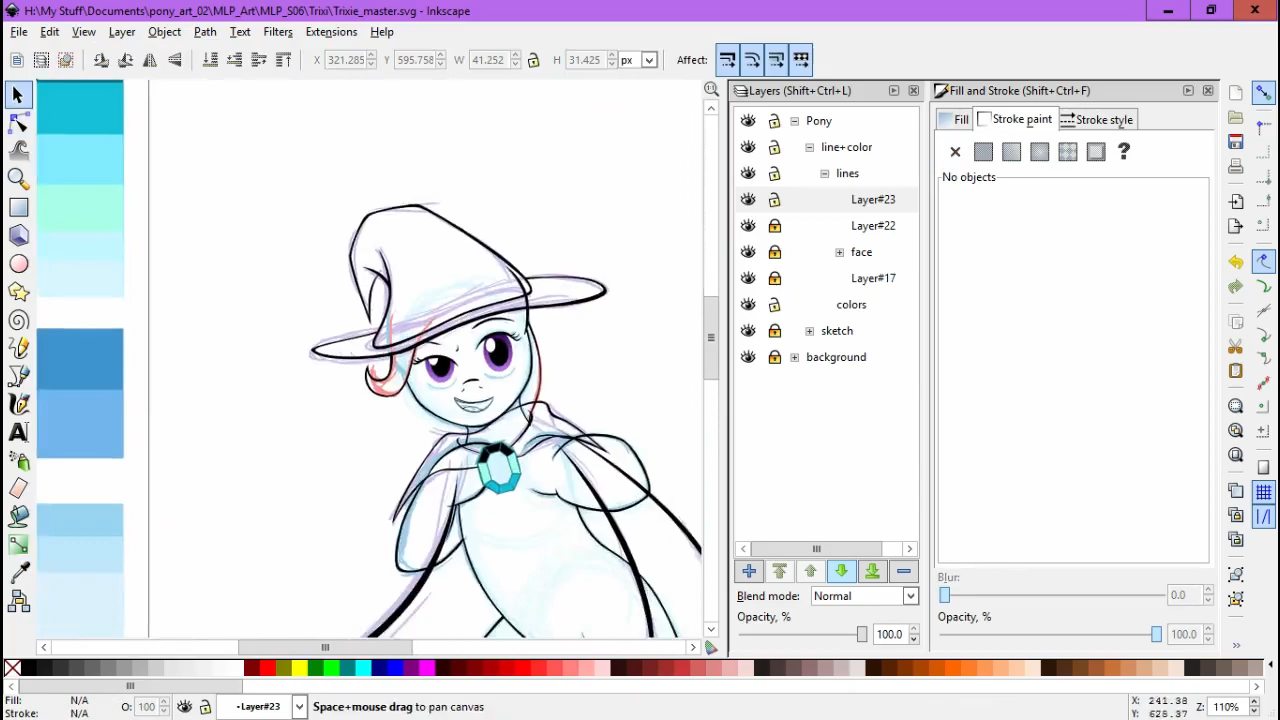 H:\My Stuff\Documents\pony_art_02\MLP_Art\MLP_S06\Trixi\Trixie_master.svg - Inkscape
File Edit View Layer Object Path Text Filters Extensions Help
X 321.285 Y 595.758 W 41.252 H 31.425 px Affect:
Layers (Shift+Ctrl+L) Fill and Stroke (Shift+Ctrl+F)
Fill Stroke paint Stroke style
Pony
line+color
lines
Layer#23
Layer#22
face
Layer#17
colors
sketch
background
?
No objects
Blend mode: Normal
Opacity, %
100.0
Blur:
0.0
Opacity, %
100.0
Fill: N/A
Stroke: N/A
O: 100
•Layer#23
Space+mouse drag to pan canvas
X: 241.38
Y: 625.37
Z: 110%